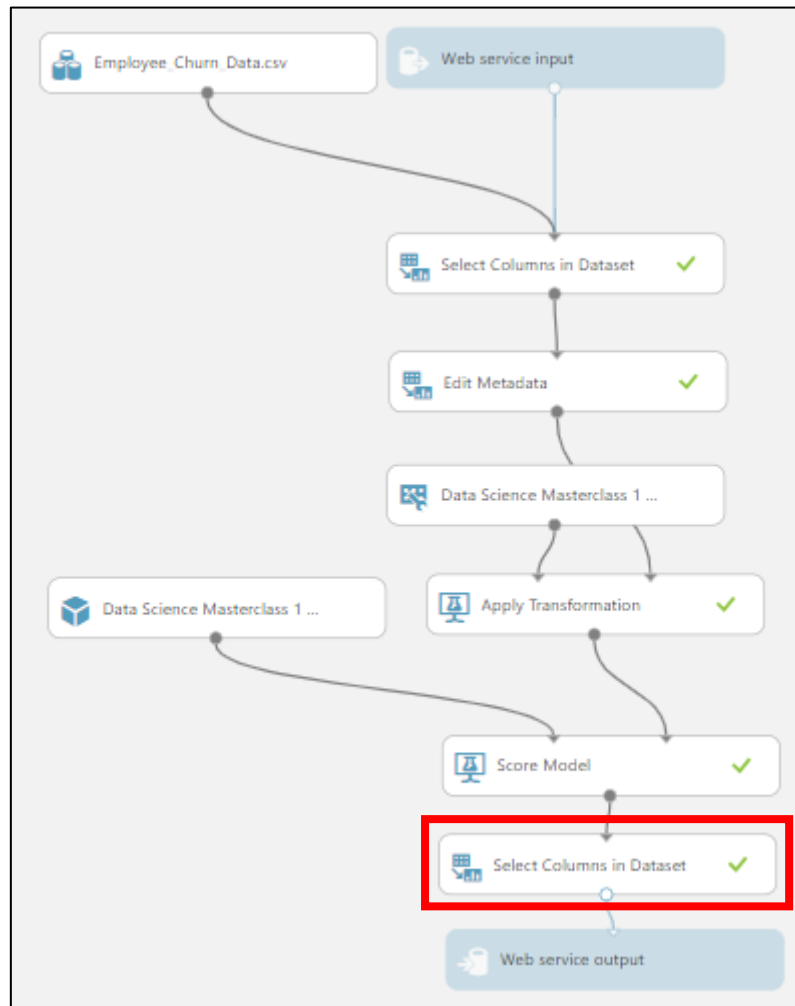 Employee_Churn_Data.csv
Web service input
Select Columns in Dataset
Edit Metadata
Data Science Masterclass 1 ...
Data Science Masterclass 1 ...
Apply Transformation
Score Model
Select Columns in Dataset
Web service output